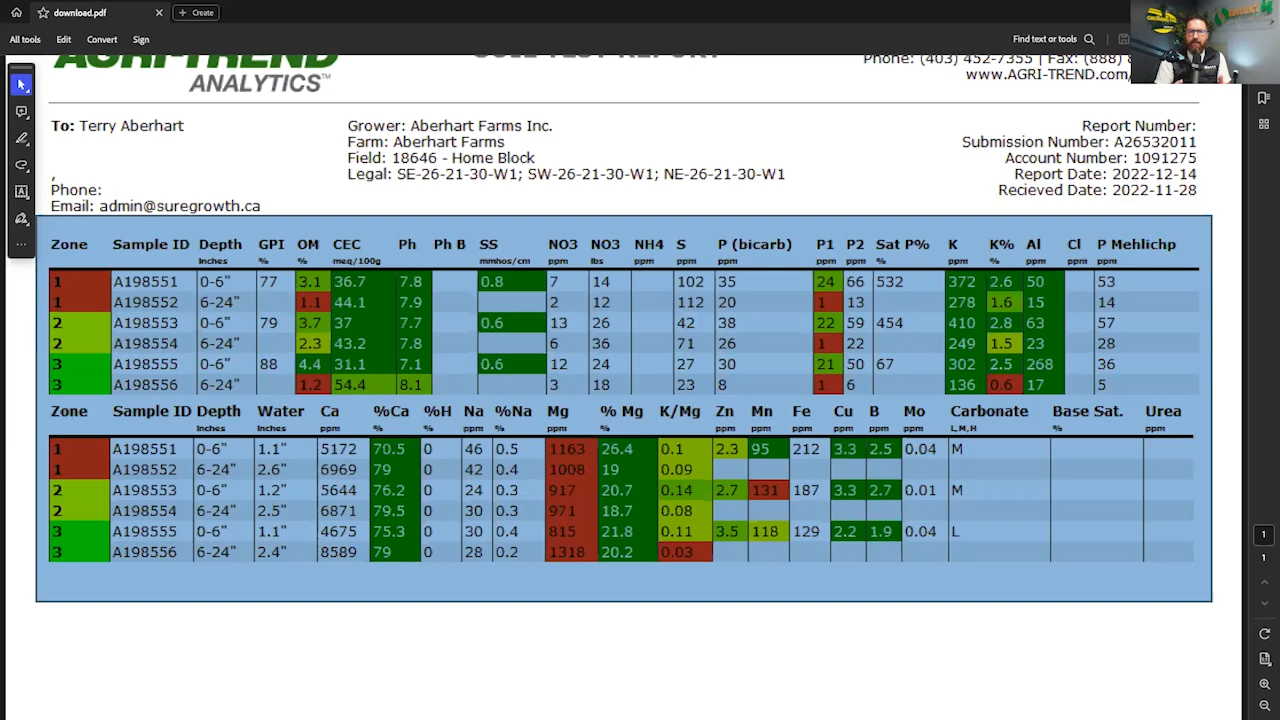 download.pdf
Create
All tools Edit Convert Sign
Find text or tools
AGRI-TREND
ANALYTICS™
SOIL TEST REPORT
Phone: (403) 452-7355 | Fax: (888)
www.AGRI-TREND.com/
To: Terry Aberhart
,
Phone:
Email: admin@suregrowth.ca
Grower: Aberhart Farms Inc.
Farm: Aberhart Farms
Field: 18646 - Home Block
Legal: SE-26-21-30-W1; SW-26-21-30-W1; NE-26-21-30-W1
Report Number:
Submission Number: A26532011
Account Number: 1091275
Report Date: 2022-12-14
Recieved Date: 2022-11-28
Zone Sample ID Depth GPI OM CEC Ph Ph B SS NO3 NO3 NH4 S P (bicarb) P1 P2 Sat P% K K% Al Cl P Mehlichp
Inches % % meq/100g mmhos/cm ppm lbs ppm ppm ppm ppm ppm % ppm % ppm ppm ppm
1 A198551 0-6" 77 3.1 36.7 7.8 0.8 7 14 102 35 24 66 532 372 2.6 50 53
1 A198552 6-24" 1.1 44.1 7.9 2 12 112 20 1 13 278 1.6 15 14
2 A198553 0-6" 79 3.7 37 7.7 0.6 13 26 42 38 22 59 454 410 2.8 63 57
2 A198554 6-24" 2.3 43.2 7.8 6 36 71 26 1 22 249 1.5 23 28
3 A198555 0-6" 88 4.4 31.1 7.1 0.6 12 24 27 30 21 50 67 302 2.5 268 36
3 A198556 6-24" 1.2 54.4 8.1 3 18 23 8 1 6 136 0.6 17 5
Zone Sample ID Depth Water Ca %Ca %H Na %Na Mg % Mg K/Mg Zn Mn Fe Cu B Mo Carbonate Base Sat. Urea
Inches ppm % % ppm % ppm % ppm ppm ppm ppm ppm ppm L,M,H % ppm
1 A198551 0-6" 1.1" 5172 70.5 0 46 0.5 1163 26.4 0.1 2.3 95 212 3.3 2.5 0.04 M
1 A198552 6-24" 2.6" 6969 79 0 42 0.4 1008 19 0.09
2 A198553 0-6" 1.2" 5644 76.2 0 24 0.3 917 20.7 0.14 2.7 131 187 3.3 2.7 0.01 M
2 A198554 6-24" 2.5" 6871 79.5 0 30 0.3 971 18.7 0.08
3 A198555 0-6" 1.1" 4675 75.3 0 30 0.4 815 21.8 0.11 3.5 118 129 2.2 1.9 0.04 L
3 A198556 6-24" 2.4" 8589 79 0 28 0.2 1318 20.2 0.03
1
1